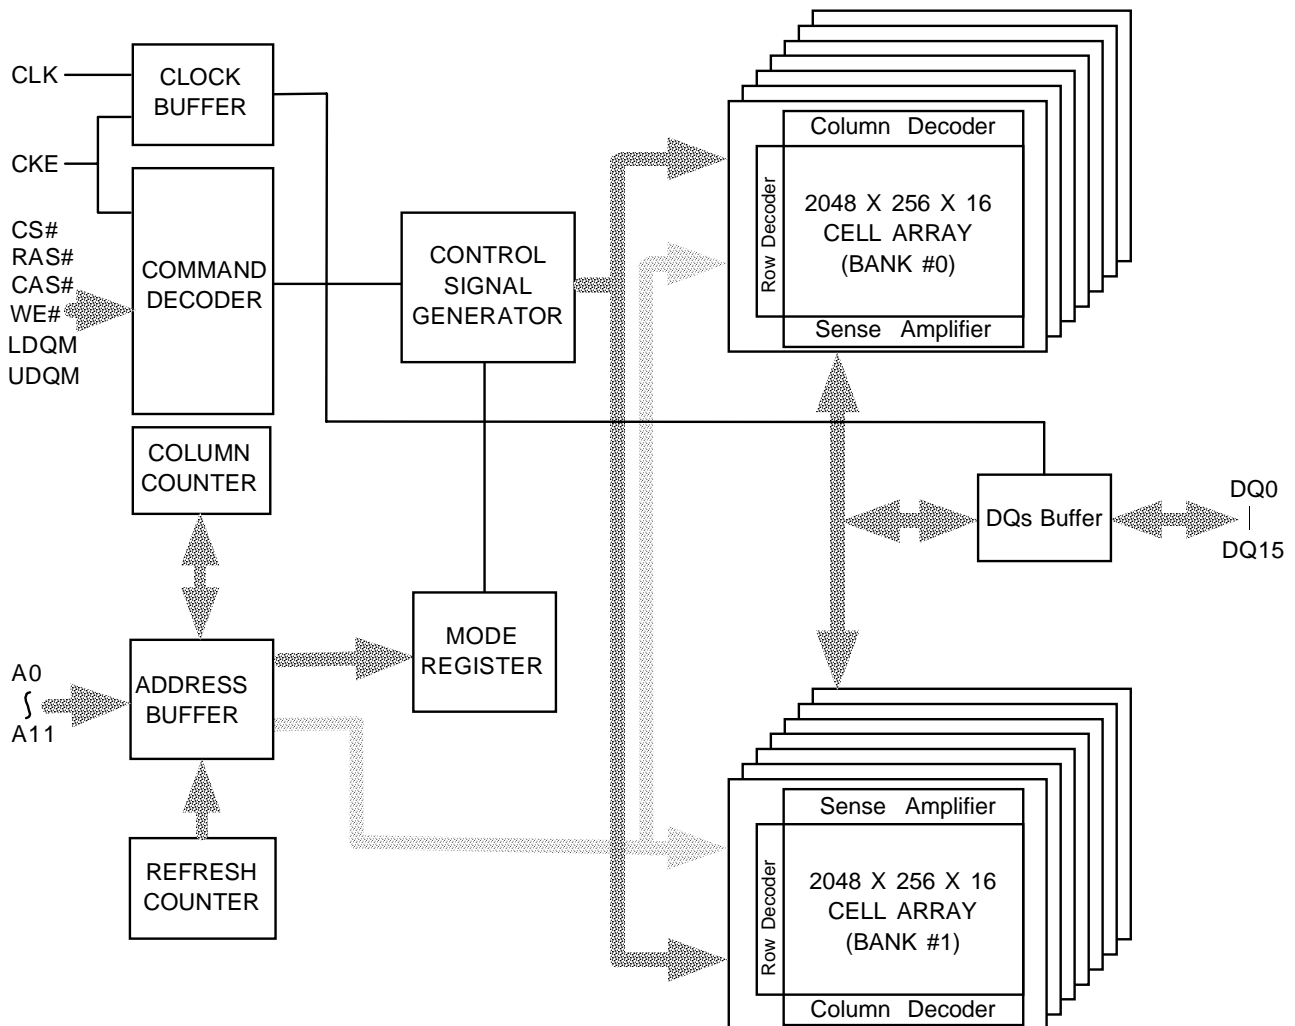 CLK
CLOCK
BUFFER
CKE
CS#
RAS#
CAS#
WE#
LDQM
UDQM
COMMAND
DECODER
CONTROL
SIGNAL
GENERATOR
Column Decoder
Row Decoder
2048 X 256 X 16
CELL ARRAY
(BANK #0)
Sense Amplifier
COLUMN
COUNTER
DQs Buffer
DQ0
DQ15
MODE
REGISTER
A0
A11
ADDRESS
BUFFER
REFRESH
COUNTER
Sense Amplifier
Row Decoder
2048 X 256 X 16
CELL ARRAY
(BANK #1)
Column Decoder